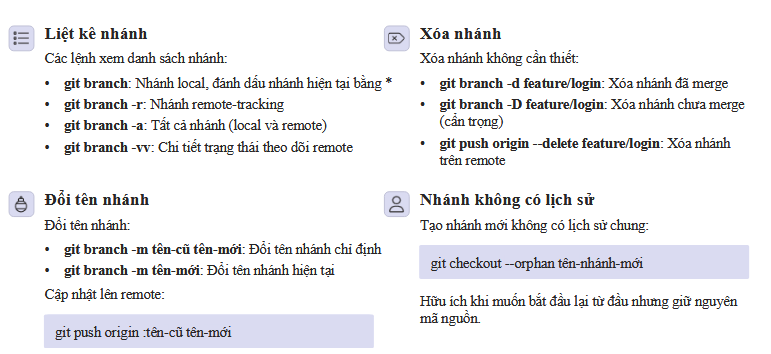 Liệt kê nhánh
Các lệnh xem danh sách nhánh:
• git branch: Nhánh local, đánh dấu nhánh hiện tại bằng *
• git branch -r: Nhánh remote-tracking
• git branch -a: Tất cả nhánh (local và remote)
• git branch -vv: Chi tiết trạng thái theo dõi remote
Xóa nhánh
Xóa nhánh không cần thiết:
• git branch -d feature/login: Xóa nhánh đã merge
• git branch -D feature/login: Xóa nhánh chưa merge
(cẩn trọng)
• git push origin --delete feature/login: Xóa nhánh
trên remote
Đổi tên nhánh
Đổi tên nhánh:
• git branch -m tên-cũ tên-mới: Đổi tên nhánh chỉ định
• git branch -m tên-mới: Đổi tên nhánh hiện tại
Cập nhật lên remote:
git push origin :tên-cũ tên-mới
Nhánh không có lịch sử
Tạo nhánh mới không có lịch sử chung:
git checkout --orphan tên-nhánh-mới
Hữu ích khi muốn bắt đầu lại từ đầu nhưng giữ nguyên
mã nguồn.